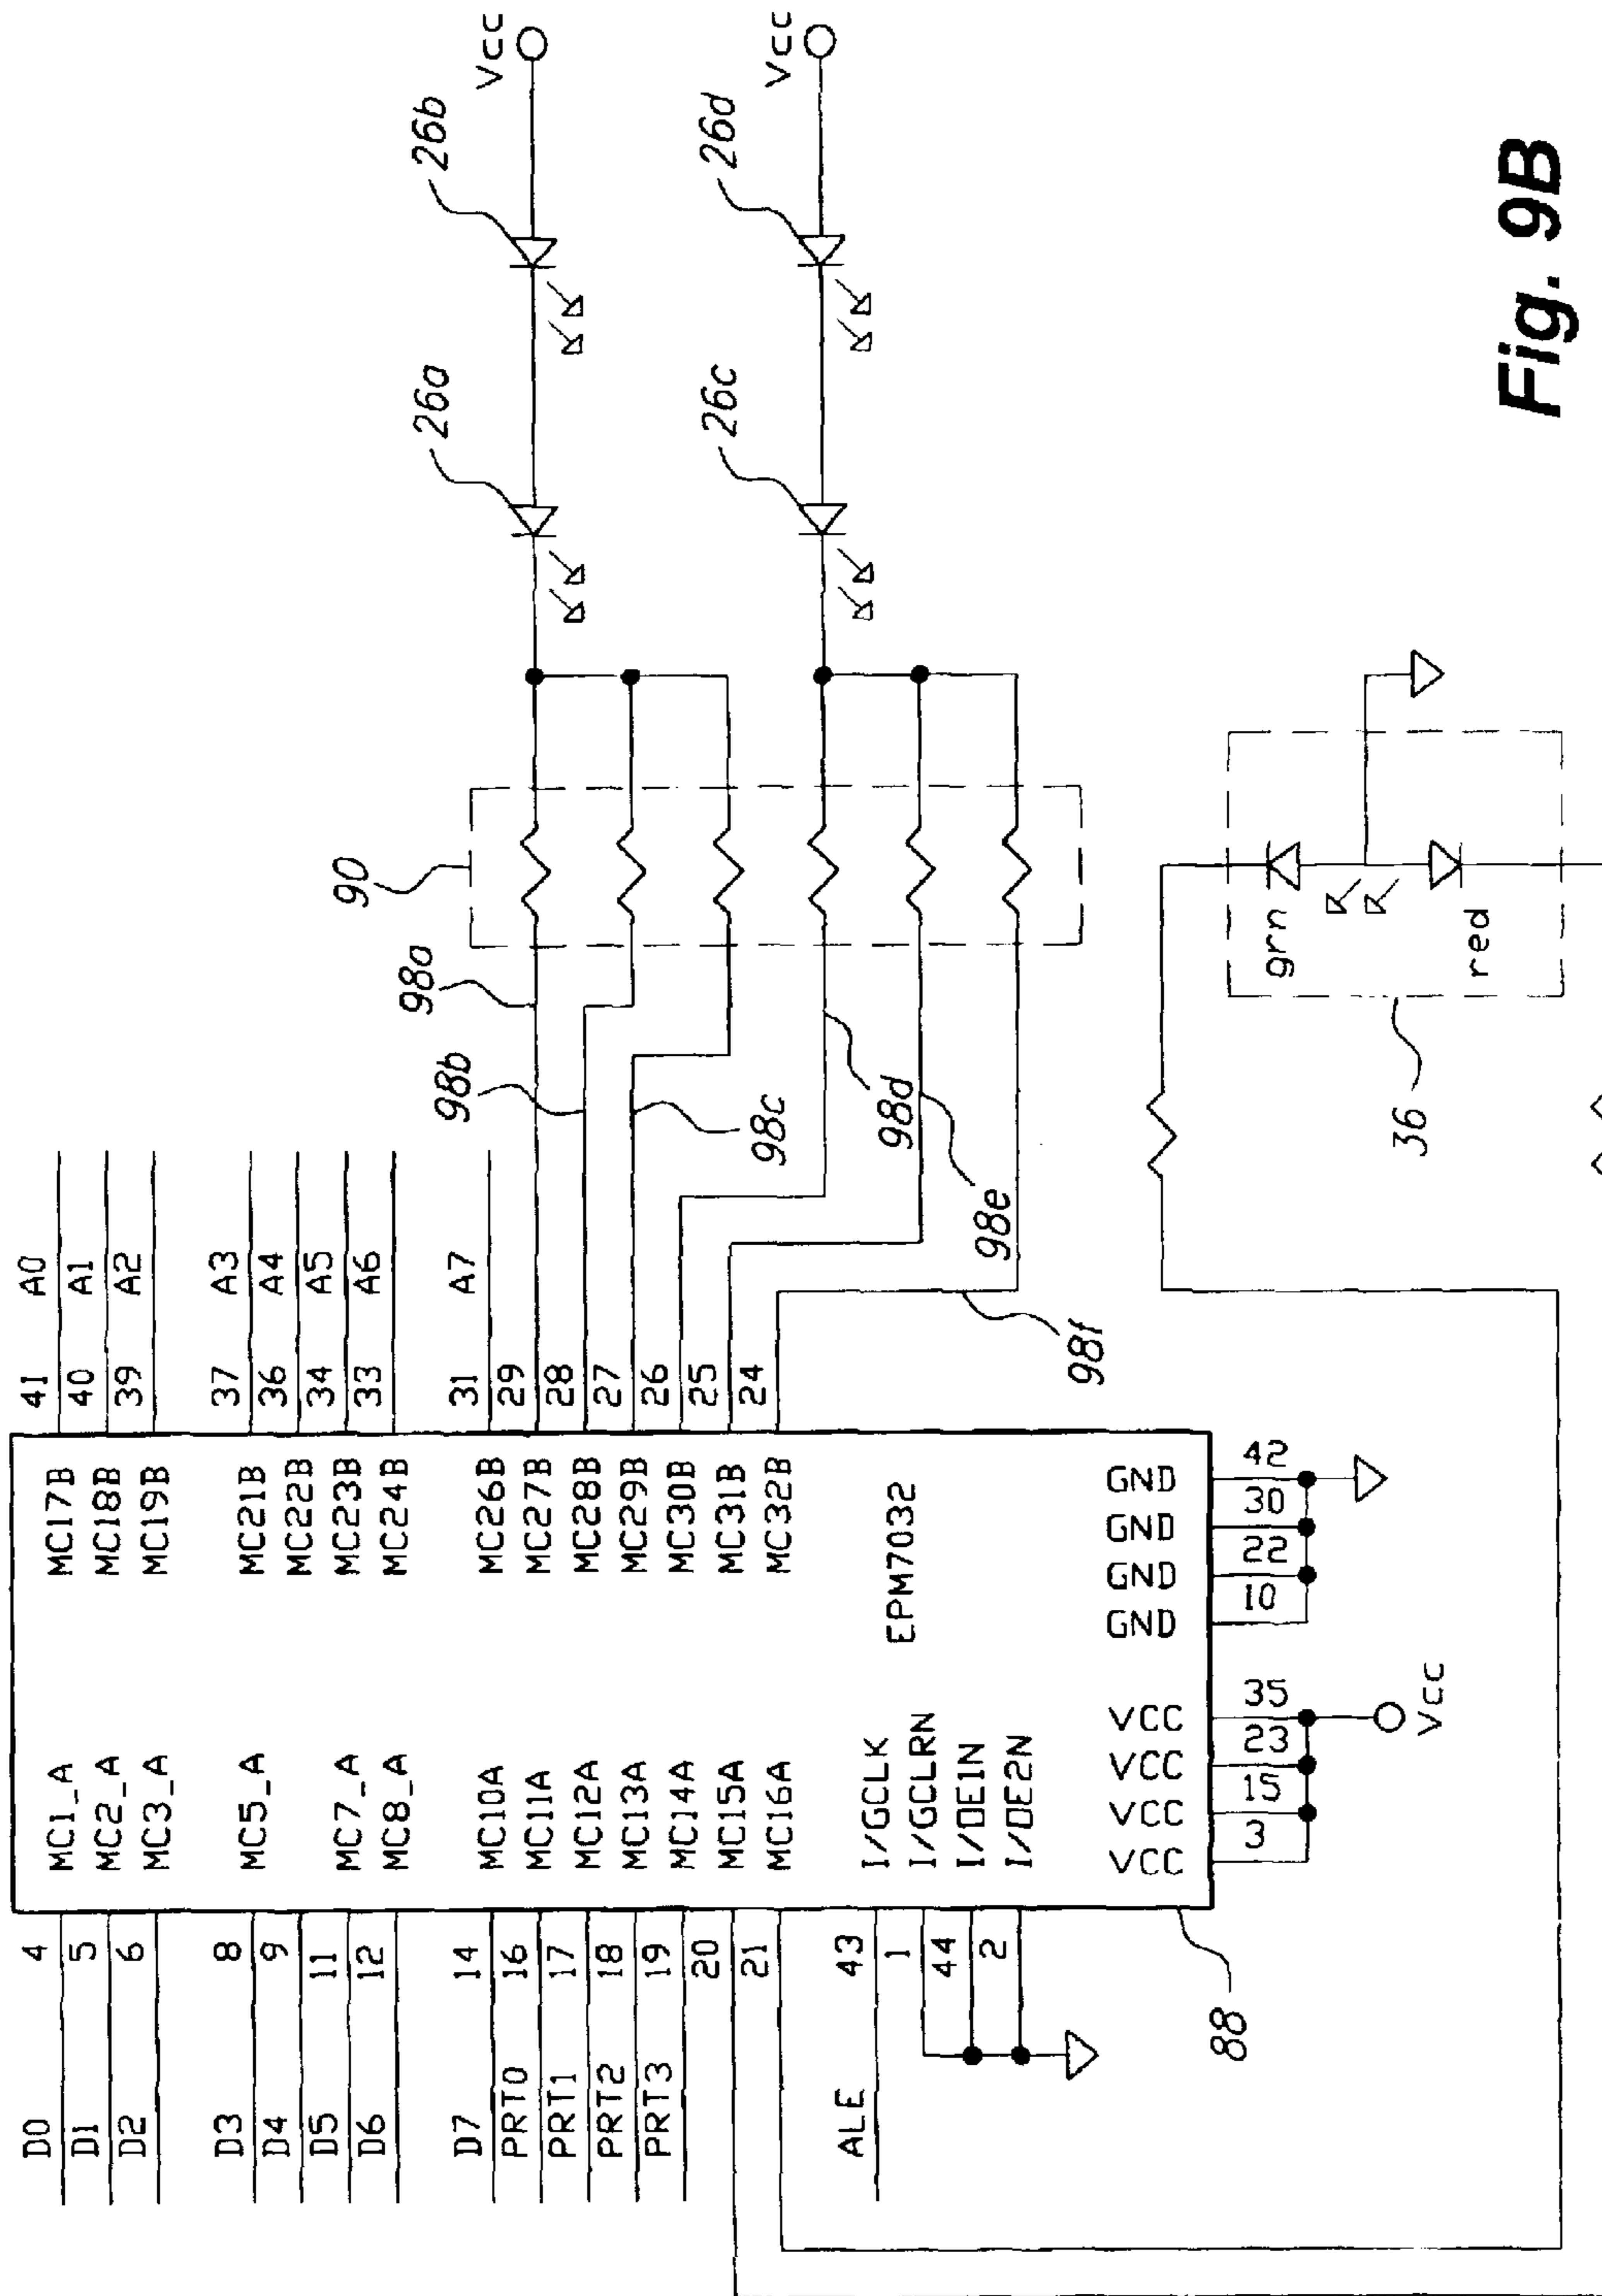 D0 4 MC1_A MC17B 41 A0
D1 5 MC2_A MC18B 40 A1
D2 6 MC3_A MC19B 39 A2
D3 8 MC5_A MC21B 37 A3
D4 9 MC22B 36 A4
D5 11 MC7_A MC23B 34 A5
D6 12 MC8_A MC24B 33 A6
D7 14 MC10A MC26B 31 A7
PRT0 16 MC11A MC27B 29
PRT1 17 MC12A MC28B 28
PRT2 18 MC13A MC29B 27
PRT3 19 MC14A MC30B 26
20 MC15A MC31B 25
21 MC16A MC32B 24
ALE 43 I/GCLK EPM7032
1 I/GCLRN
44 I/OE1N
2 I/OE2N
VCC VCC VCC VCC GND GND GND GND
3 15 23 35 10 22 30 42
Vcc
88
98a
98b
98c
98d
98e
98f
90
26a
26b
Vcc
26c
26d
Vcc
grn
red
36
Fig. 9B